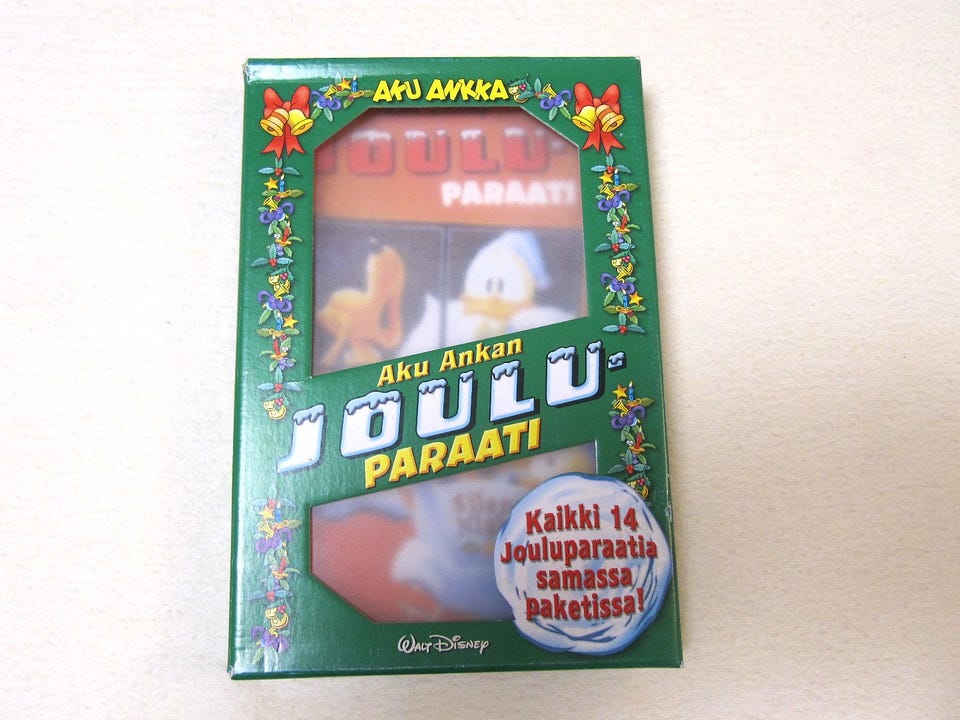 AKU ANKKA
JOULU-
PARAATI
Aku Ankan
JOULU-
PARAATI
Kaikki 14
Jouluparaatia
samassa
paketissa!
WALT DISNEY